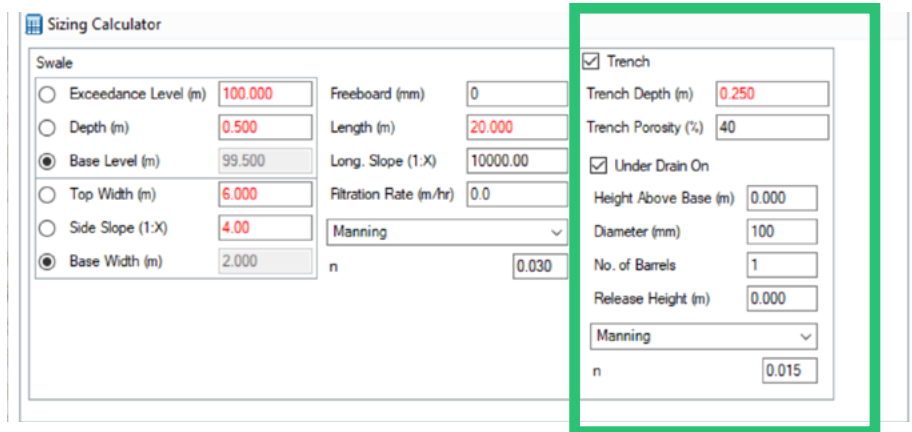 Sizing Calculator
Swale
Exceedance Level (m) 100.000
Depth (m) 0.500
Base Level (m) 99.500
Top Width (m) 6.000
Side Slope (1:X) 4.00
Base Width (m) 2.000
Freeboard (mm) 0
Length (m) 20.000
Long. Slope (1:X) 10000.00
Filtration Rate (m/hr) 0.0
Manning
n 0.030
Trench
Trench Depth (m) 0.250
Trench Porosity (%) 40
Under Drain On
Height Above Base (m) 0.000
Diameter (mm) 100
No. of Barrels 1
Release Height (m) 0.000
Manning
n 0.015